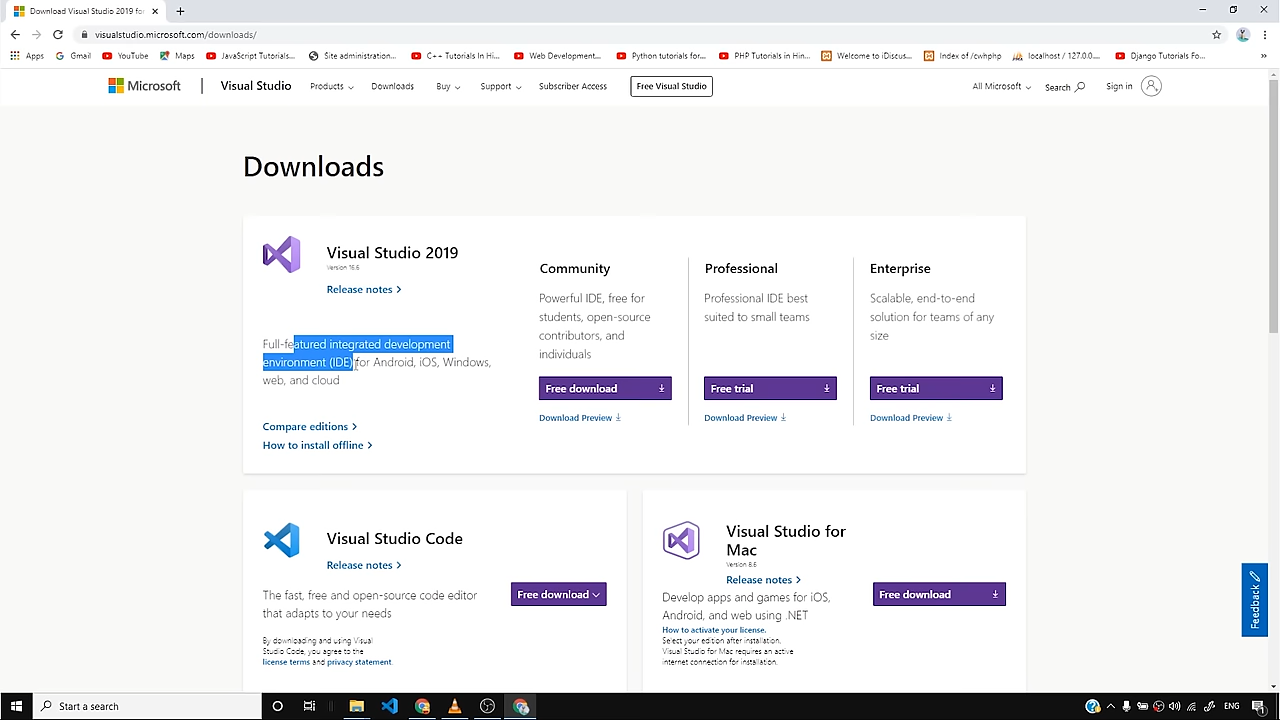 Download Visual Studio 2019 for
visualstudio.microsoft.com/downloads/
Apps
Gmail
YouTube
Maps
JavaScript Tutorials...
Site administration...
C++ Tutorials In Hi...
Web Development...
Python tutorials for...
PHP Tutorials in Hin...
Welcome to iDiscus...
Index of /cwhphp
localhost / 127.0.0....
Django Tutorials Fo...
Microsoft
Visual Studio
Products
Downloads
Buy
Support
Subscriber Access
Free Visual Studio
All Microsoft
Search
Sign in
Downloads
Visual Studio 2019
Version 16.6
Release notes
Full-featured integrated development
environment (IDE) for Android, iOS, Windows,
web, and cloud
Compare editions
How to install offline
Community
Powerful IDE, free for
students, open-source
contributors, and
individuals
Free download
Download Preview
Professional
Professional IDE best
suited to small teams
Free trial
Download Preview
Enterprise
Scalable, end-to-end
solution for teams of any
size
Free trial
Download Preview
Visual Studio Code
Release notes
The fast, free and open-source code editor
that adapts to your needs
Free download
By downloading and using Visual
Studio Code, you agree to the
license terms and privacy statement.
Visual Studio for
Mac
Version 8.6
Release notes
Develop apps and games for iOS,
Android, and web using .NET
How to activate your license.
Select your edition after installation.
Visual Studio for Mac requires an active
internet connection for installation.
Free download
Feedback
Start a search
ENG